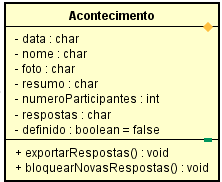 Acontecimento
- data : char
- nome : char
- foto : char
- resumo : char
- numeroParticipantes : int
- respostas : char
- definido : boolean = false
+ exportarRespostas() : void
+ bloquearNovasRespostas() : void